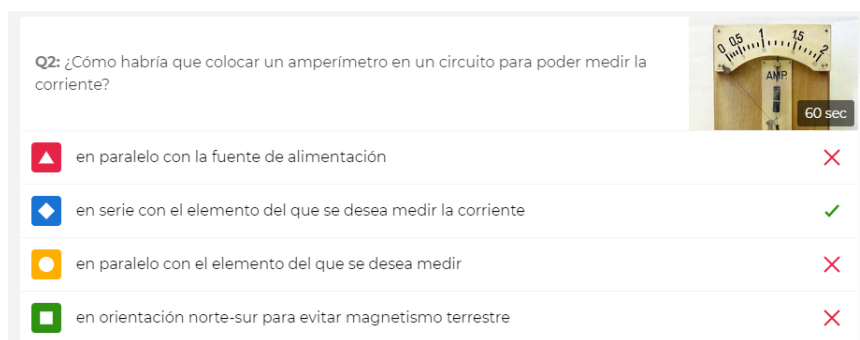 Q2: ¿Cómo habría que colocar un amperímetro en un circuito para poder medir la
corriente?
0 0.5 1 1.5 2
AMP.
60 sec
en paralelo con la fuente de alimentación
en serie con el elemento del que se desea medir la corriente
en paralelo con el elemento del que se desea medir
en orientación norte-sur para evitar magnetismo terrestre